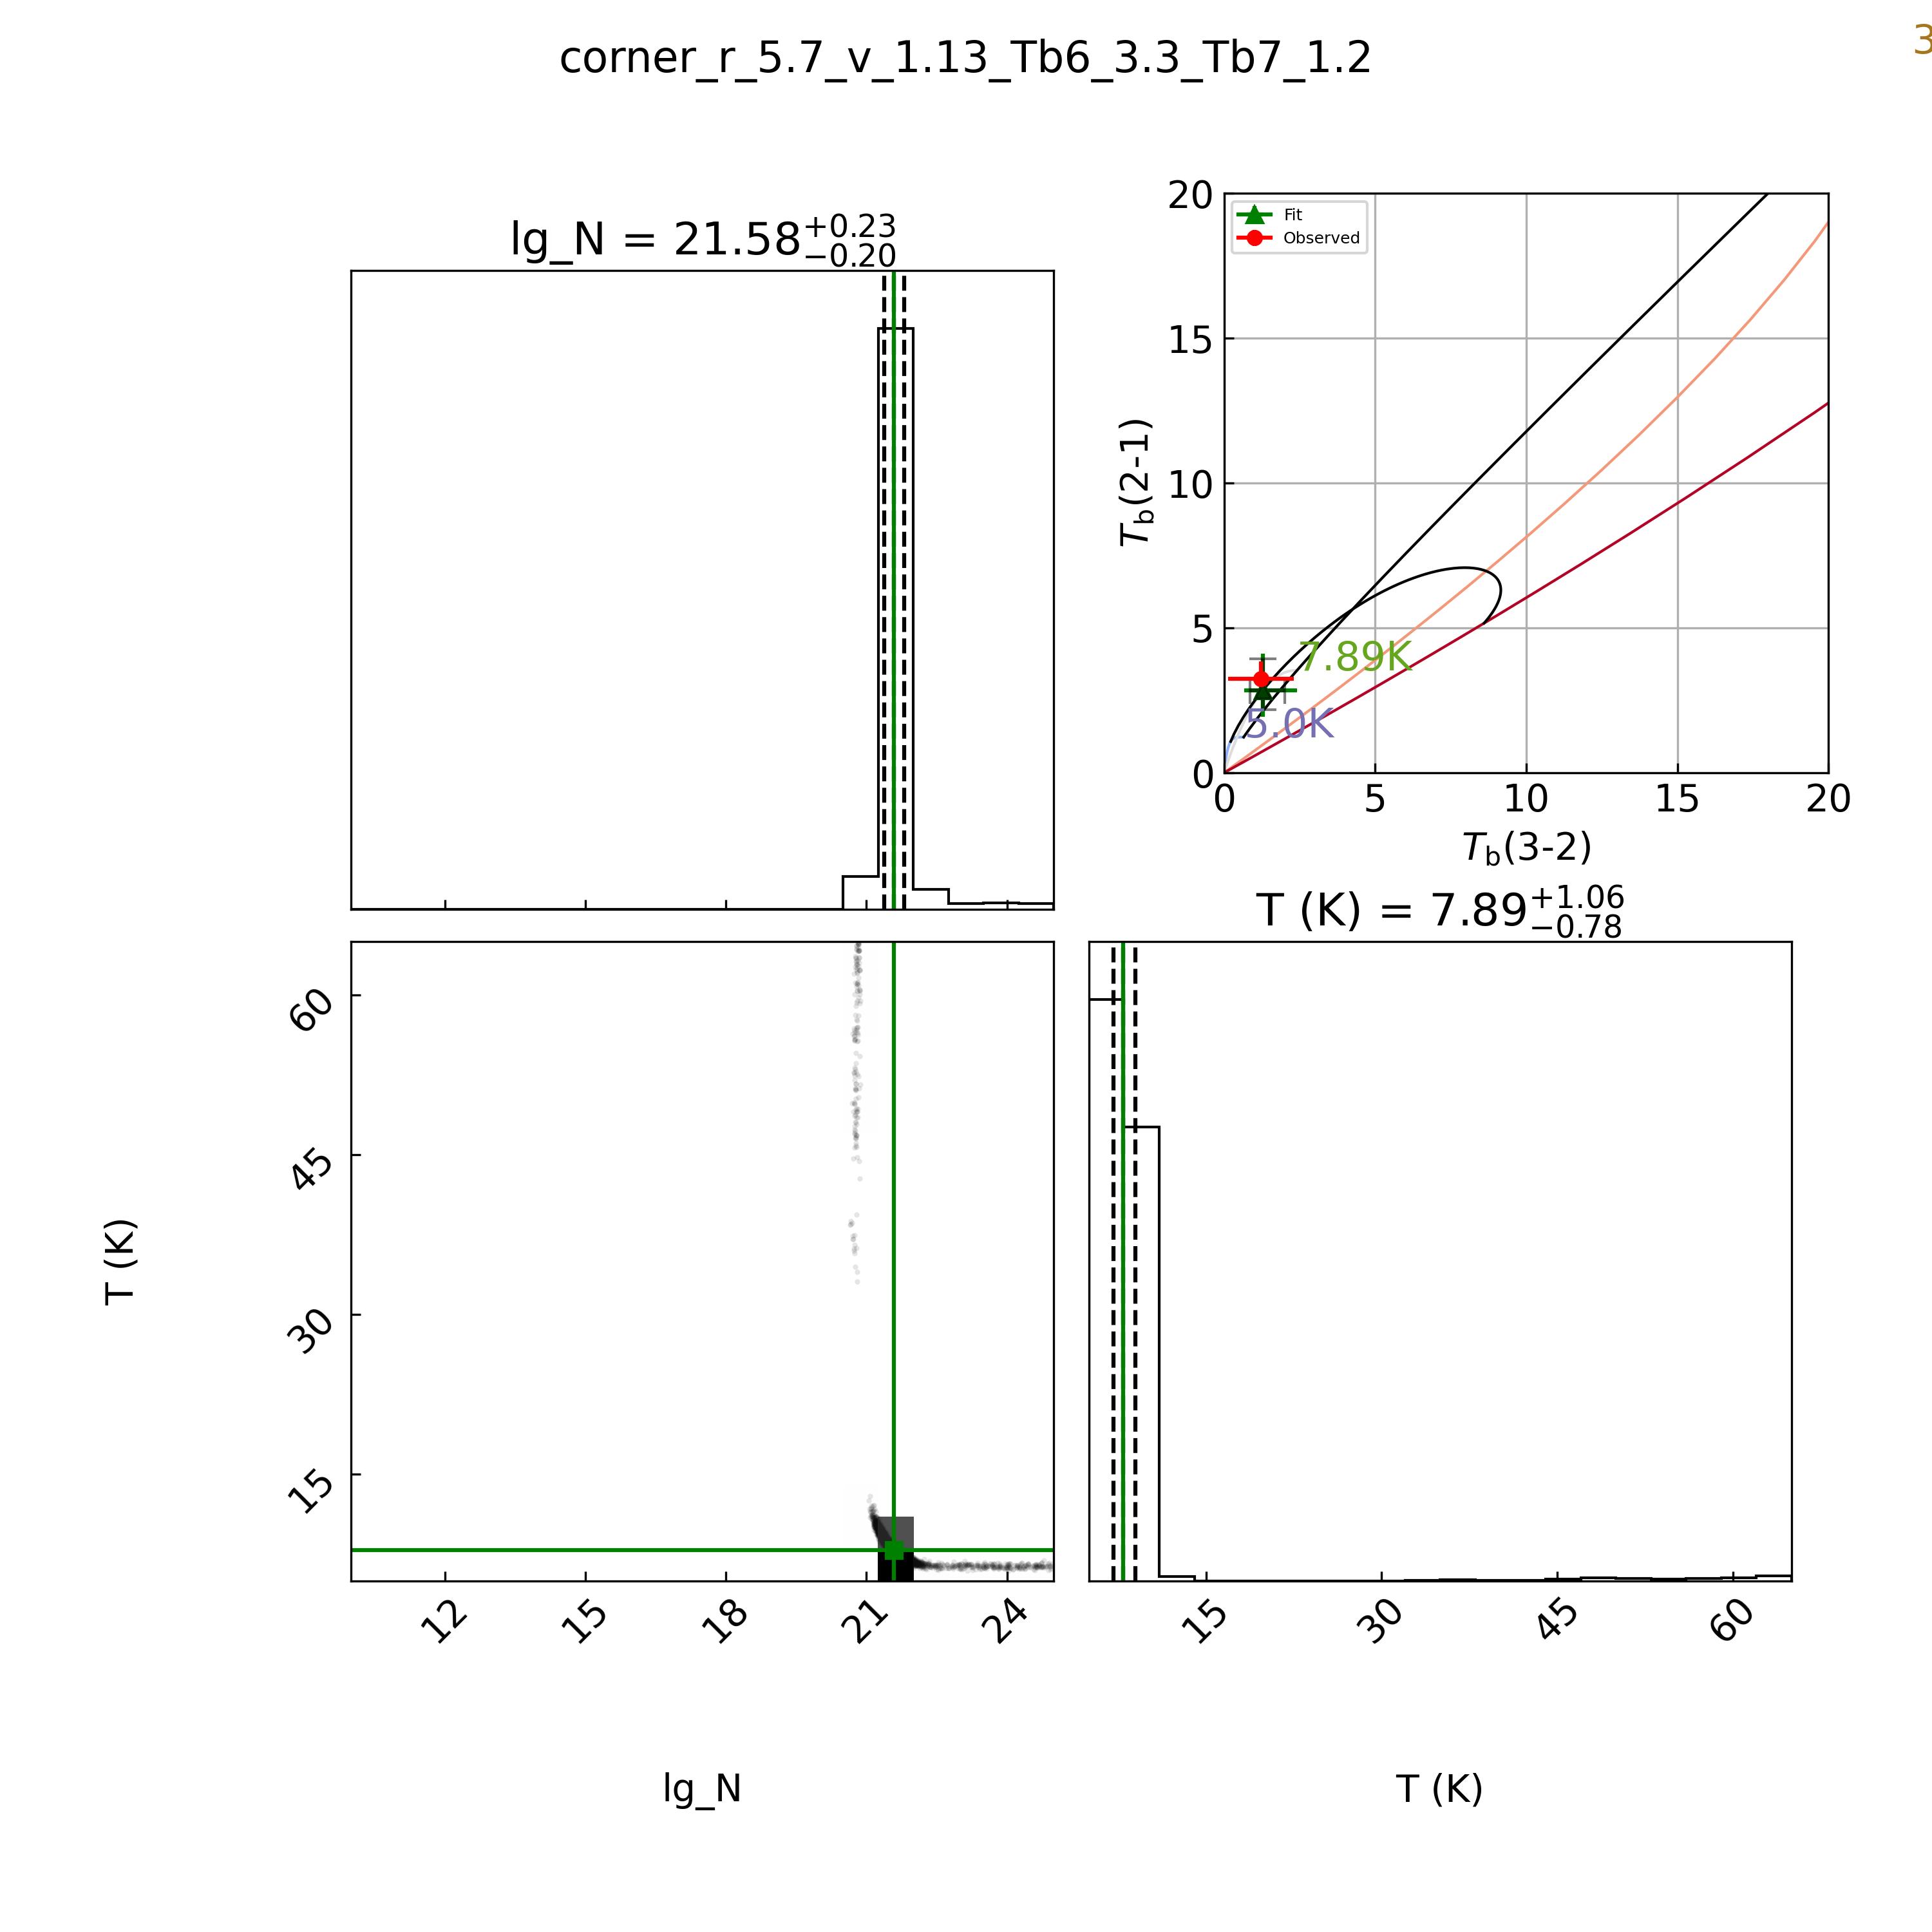 corner_r_5.7_v_1.13_Tb6_3.3_Tb7_1.2
3
lg_N = 21.58+0.23−0.20
20
15
10
5
0
Fit
Observed
7.89K
5.0K
Tb(2-1)
0 5 10 15 20
Tb(3-2)
T (K) = 7.89+1.06−0.78
60
45
30
15
T (K)
12 15 18 21 24
15 30 45 60
lg_N
T (K)